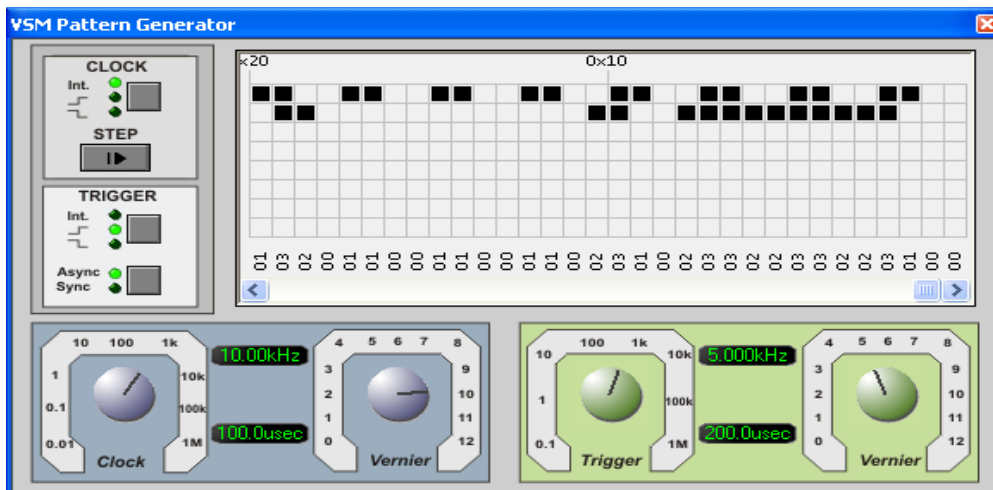 VSM Pattern Generator
CLOCK
Int.
STEP
TRIGGER
Int.
Async
Sync
x20 0x10
01 03 02 00 01 01 00 00 01 01 00 00 01 01 00 02 03 01 00 02 03 03 02 02 03 03 02 02 03 01 00 00
0.01 0.1 1 10 100 1k 10k 100k 1M
Clock
10.00kHz
100.0usec
0 1 2 3 4 5 6 7 8 9 10 11 12
Vernier
0.1 1 10 100 1k 10k 100k 1M
Trigger
5.000kHz
200.0usec
0 1 2 3 4 5 6 7 8 9 10 11 12
Vernier